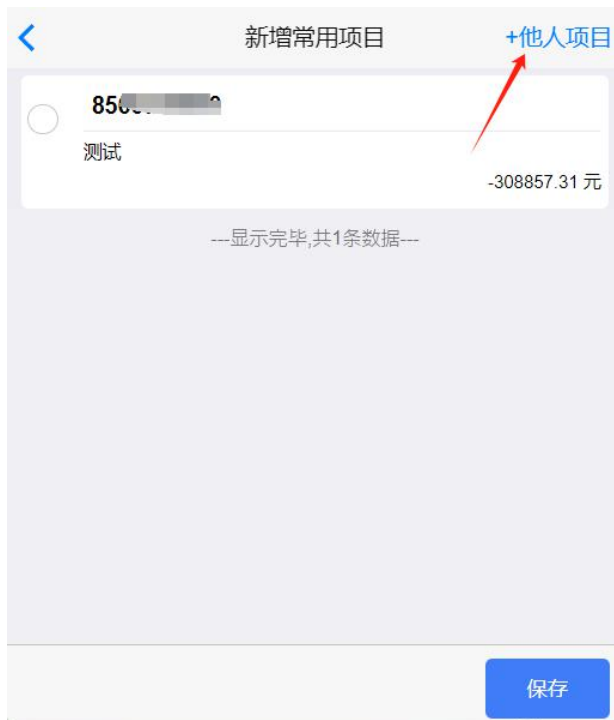 新增常用项目
+他人项目
测试
-308857.31 元
---显示完毕,共1条数据---
保存